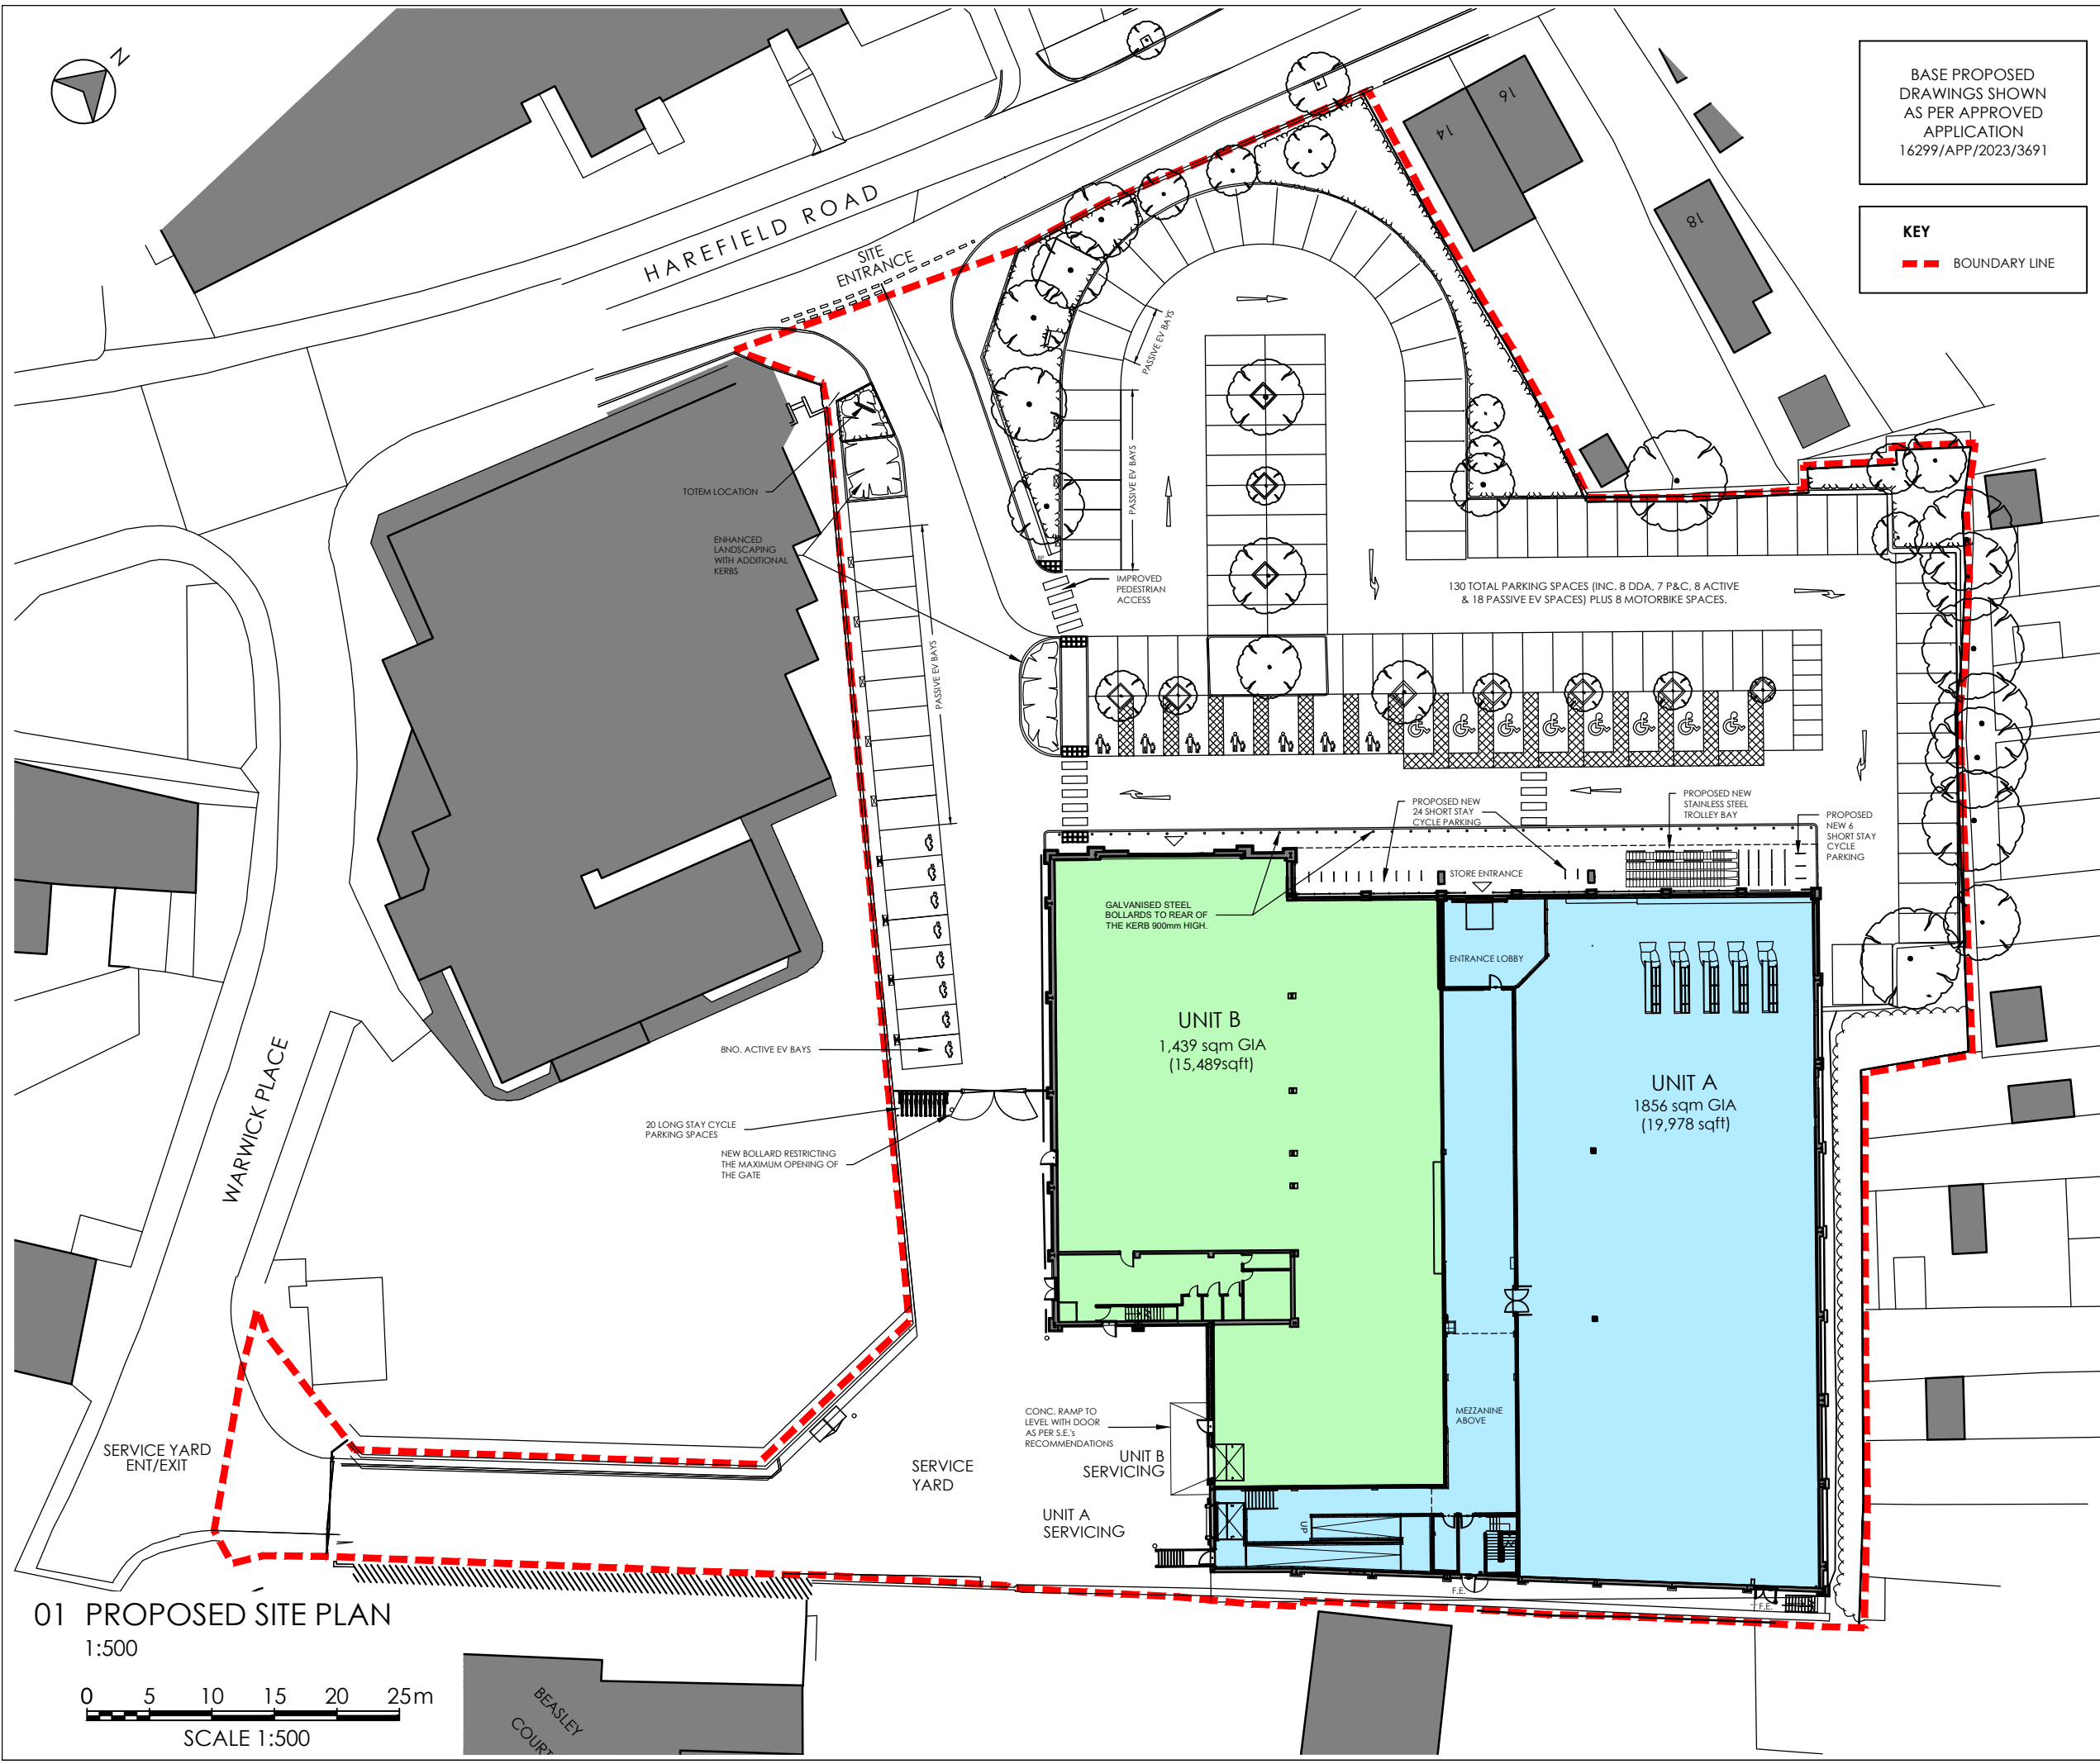 N
BASE PROPOSED
DRAWINGS SHOWN
AS PER APPROVED
APPLICATION
16299/APP/2023/3691
KEY
BOUNDARY LINE
16
14
18
HAREFIELD ROAD
SITE
ENTRANCE
PASSIVE EV BAYS
PASSIVE EV BAYS
TOTEM LOCATION
ENHANCED
LANDSCAPING
WITH ADDITIONAL
KERBS
PASSIVE EV BAYS
IMPROVED
PEDESTRIAN
ACCESS
130 TOTAL PARKING SPACES (INC. 8 DDA, 7 P&C, 8 ACTIVE
& 18 PASSIVE EV SPACES) PLUS 8 MOTORBIKE SPACES.
PROPOSED NEW
24 SHORT STAY
CYCLE PARKING
PROPOSED NEW
STAINLESS STEEL
TROLLEY BAY
PROPOSED
NEW 6
SHORT STAY
CYCLE
PARKING
STORE ENTRANCE
GALVANISED STEEL
BOLLARDS TO REAR OF
THE KERB 900mm HIGH.
ENTRANCE LOBBY
UNIT B
1,439 sqm GIA
(15,489sqft)
UNIT A
1856 sqm GIA
(19,978 sqft)
8NO. ACTIVE EV BAYS
20 LONG STAY CYCLE
PARKING SPACES
NEW BOLLARD RESTRICTING
THE MAXIMUM OPENING OF
THE GATE
WARWICK PLACE
CONC. RAMP TO
LEVEL WITH DOOR
AS PER S.E.'s
RECOMMENDATIONS
MEZZANINE
ABOVE
SERVICE YARD
ENT/EXIT
SERVICE
YARD
UNIT B
SERVICING
UNIT A
SERVICING
UP
F.E.
F.E.
01 PROPOSED SITE PLAN
1:500
0 5 10 15 20 25m
SCALE 1:500
BEASLEY
COURT